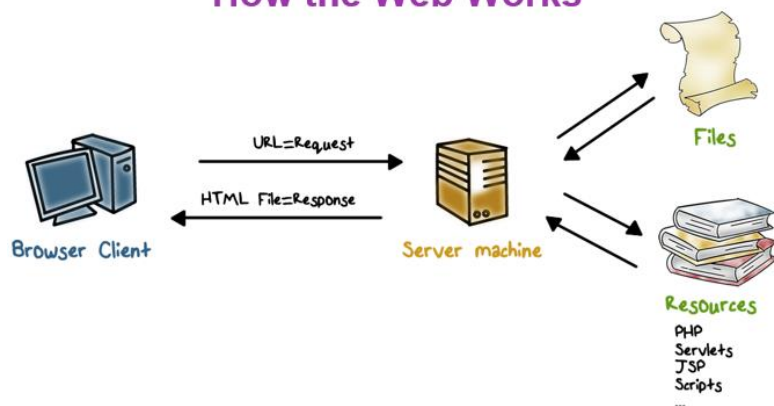 How the Web Works
URL=Request
HTML File=Response
Browser Client
Server machine
Files
Resources
PHP
Servlets
JSP
Scripts
...